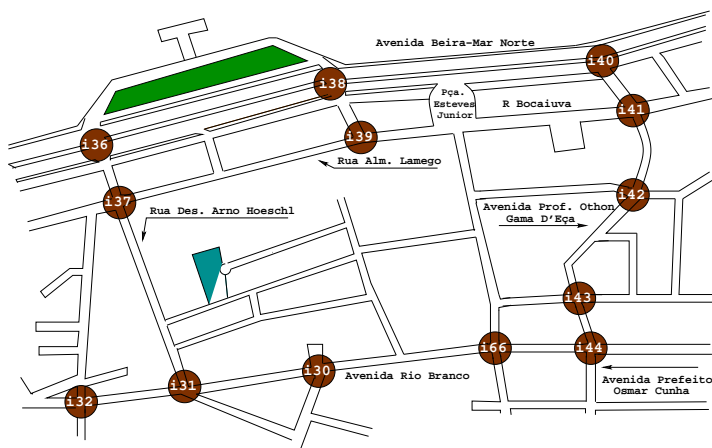 Avenida Beira-Mar Norte
i40
i38
Pça.
Esteves
Junior
R Bocaiuva
i41
i36
i39
Rua Alm. Lamego
i37
i42
Rua Des. Arno Hoeschl
Avenida Prof. Othon
Gama D'Eça
i43
i66
i44
i30
Avenida Rio Branco
i31
i32
Avenida Prefeito
Osmar Cunha